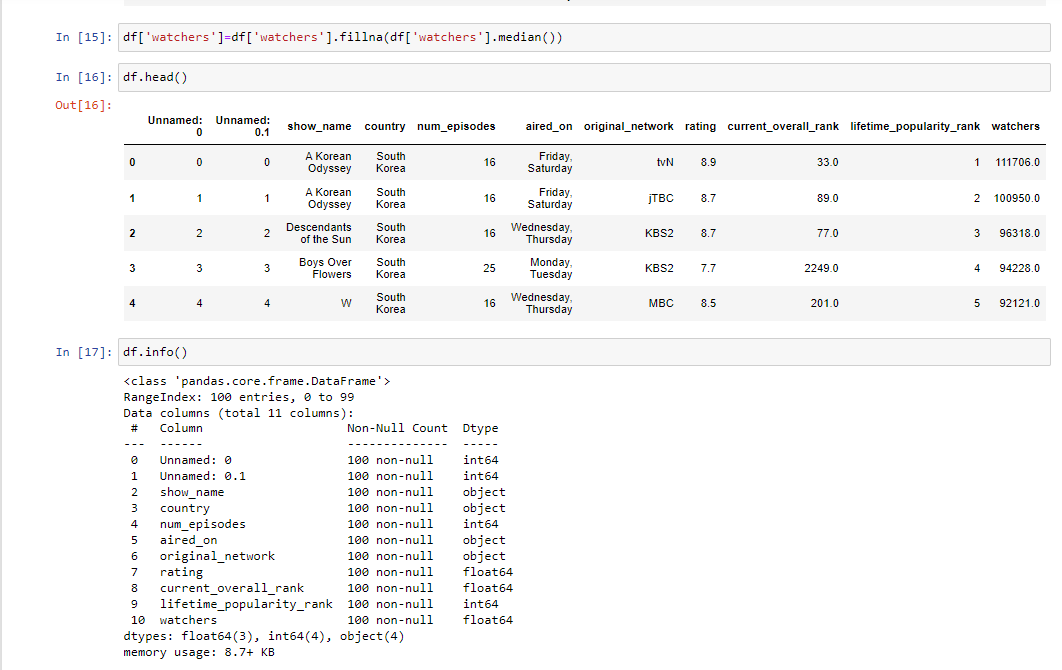 In [15]: df['watchers']=df['watchers'].fillna(df['watchers'].median())
In [16]: df.head()
Out[16]:
Unnamed: 0 Unnamed: 0.1 show_name country num_episodes aired_on original_network rating current_overall_rank lifetime_popularity_rank watchers
0 0 0 A Korean Odyssey South Korea 16 Friday, Saturday tvN 8.9 33.0 1 111706.0
1 1 1 A Korean Odyssey South Korea 16 Friday, Saturday jTBC 8.7 89.0 2 100950.0
2 2 2 Descendants of the Sun South Korea 16 Wednesday, Thursday KBS2 8.7 77.0 3 96318.0
3 3 3 Boys Over Flowers South Korea 25 Monday, Tuesday KBS2 7.7 2249.0 4 94228.0
4 4 4 W South Korea 16 Wednesday, Thursday MBC 8.5 201.0 5 92121.0
In [17]: df.info()
<class 'pandas.core.frame.DataFrame'>
RangeIndex: 100 entries, 0 to 99
Data columns (total 11 columns):
# Column Non-Null Count Dtype
--- ------ -------------- -----
0 Unnamed: 0 100 non-null int64
1 Unnamed: 0.1 100 non-null int64
2 show_name 100 non-null object
3 country 100 non-null object
4 num_episodes 100 non-null int64
5 aired_on 100 non-null object
6 original_network 100 non-null object
7 rating 100 non-null float64
8 current_overall_rank 100 non-null float64
9 lifetime_popularity_rank 100 non-null int64
10 watchers 100 non-null float64
dtypes: float64(3), int64(4), object(4)
memory usage: 8.7+ KB